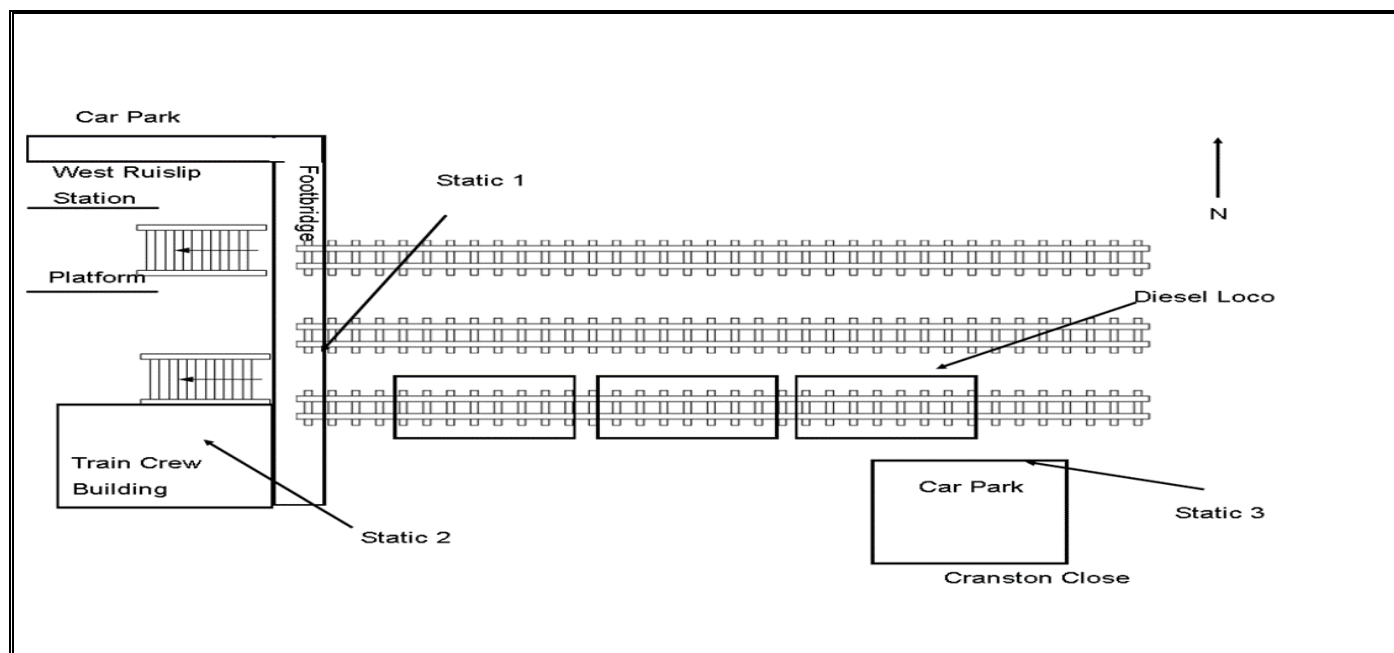 Car Park
West Ruislip
Station
Footbridge
Static 1
N
Platform
Diesel Loco
Train Crew
Building
Car Park
Static 3
Static 2
Cranston Close